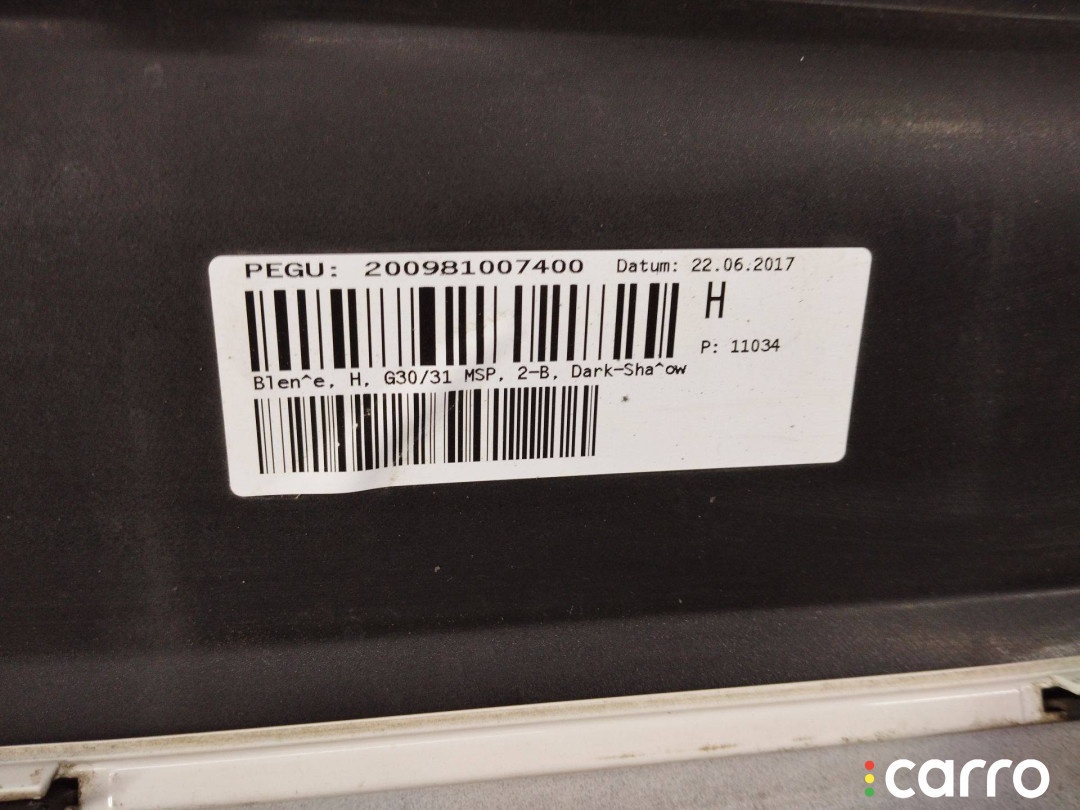 PEGU: 200981007400 Datum: 22.06.2017
H
P: 11034
Blen^e, H, G30/31 MSP, 2-B, Dark-Sha^ow
carro